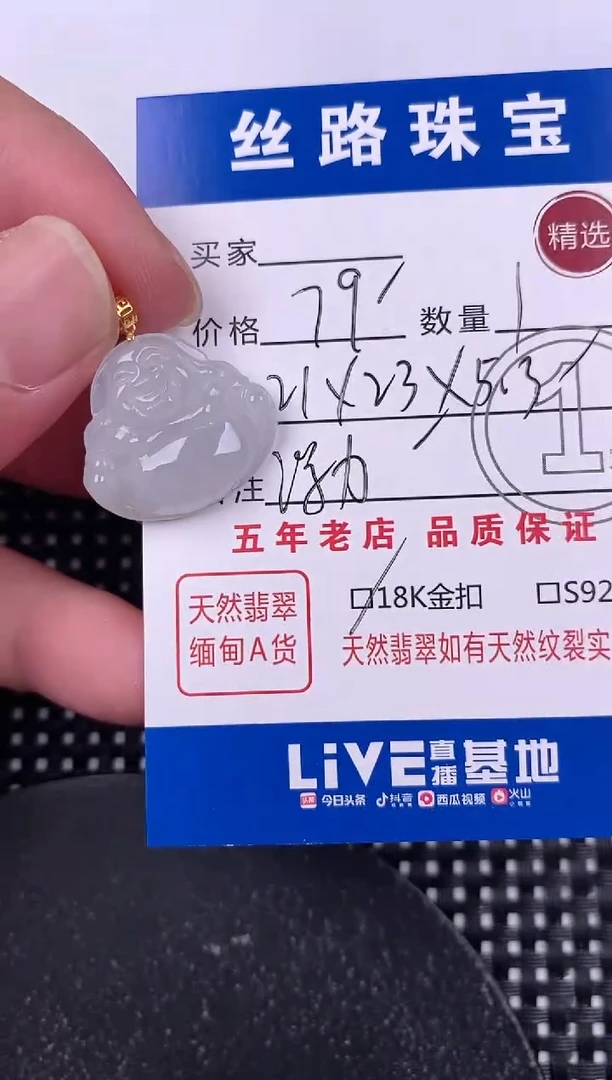 丝路珠宝
精选
买家
价格 79 数量 1
21X23X5.3
注
五年老店 品质保证
天然翡翠
缅甸A货
18K金扣 S92
天然翡翠如有天然纹裂实
1
LiVE直播基地
头条 今日头条 抖音 西瓜视频 火山